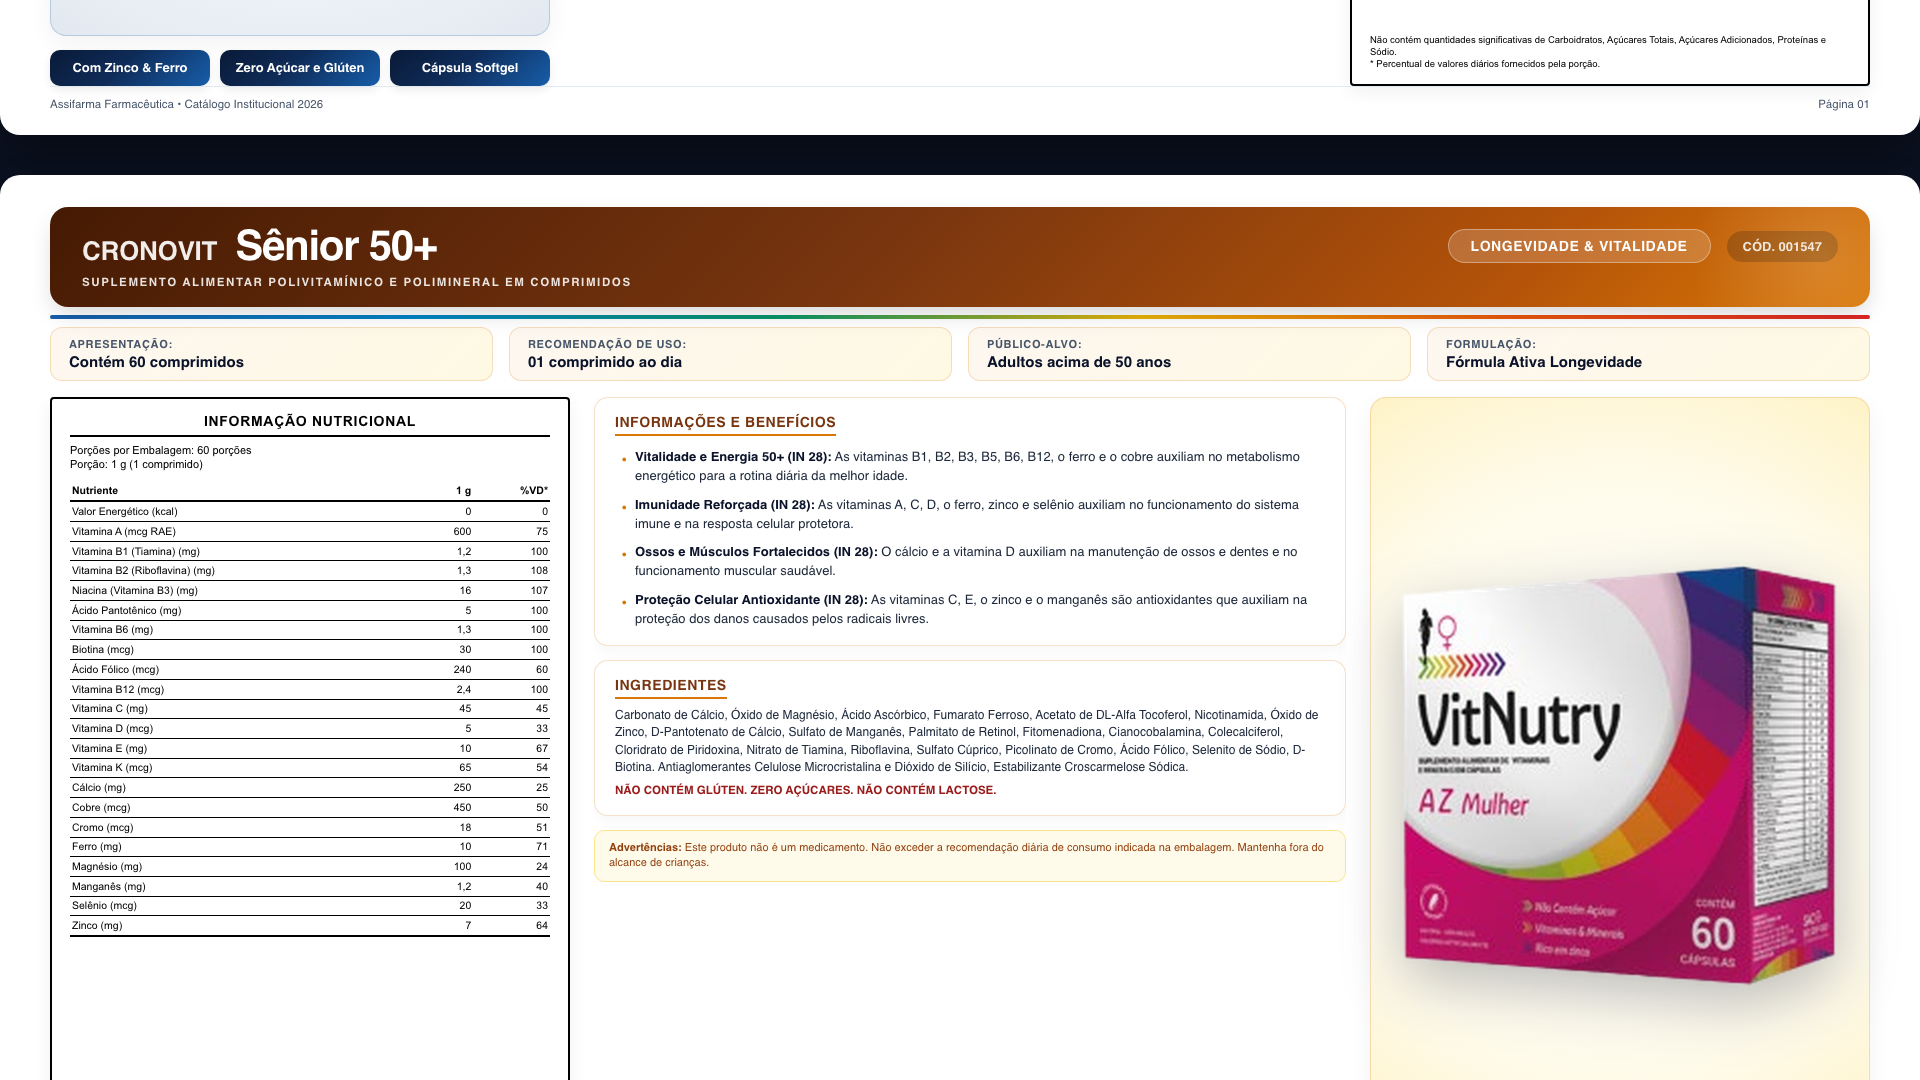 Com Zinco & Ferro
Zero Açúcar e Glúten
Cápsula Softgel
Não contém quantidades significativas de Carboidratos, Açúcares Totais, Açúcares Adicionados, Proteínas e
Sódio.
* Percentual de valores diários fornecidos pela porção.
Assifarma Farmacêutica • Catálogo Institucional 2026
Página 01
CRONOVIT Sênior 50+
SUPLEMENTO ALIMENTAR POLIVITAMÍNICO E POLIMINERAL EM COMPRIMIDOS
LONGEVIDADE & VITALIDADE
CÓD. 001547
APRESENTAÇÃO:
Contém 60 comprimidos
RECOMENDAÇÃO DE USO:
01 comprimido ao dia
PÚBLICO-ALVO:
Adultos acima de 50 anos
FORMULAÇÃO:
Fórmula Ativa Longevidade
INFORMAÇÃO NUTRICIONAL
Porções por Embalagem: 60 porções
Porção: 1 g (1 comprimido)
Nutriente 1 g %VD*
Valor Energético (kcal) 0 0
Vitamina A (mcg RAE) 600 75
Vitamina B1 (Tiamina) (mg) 1,2 100
Vitamina B2 (Riboflavina) (mg) 1,3 108
Niacina (Vitamina B3) (mg) 16 107
Ácido Pantotênico (mg) 5 100
Vitamina B6 (mg) 1,3 100
Biotina (mcg) 30 100
Ácido Fólico (mcg) 240 60
Vitamina B12 (mcg) 2,4 100
Vitamina C (mg) 45 45
Vitamina D (mcg) 5 33
Vitamina E (mg) 10 67
Vitamina K (mcg) 65 54
Cálcio (mg) 250 25
Cobre (mcg) 450 50
Cromo (mcg) 18 51
Ferro (mg) 10 71
Magnésio (mg) 100 24
Manganês (mg) 1,2 40
Selênio (mcg) 20 33
Zinco (mg) 7 64
INFORMAÇÕES E BENEFÍCIOS
• Vitalidade e Energia 50+ (IN 28): As vitaminas B1, B2, B3, B5, B6, B12, o ferro e o cobre auxiliam no metabolismo
energético para a rotina diária da melhor idade.
• Imunidade Reforçada (IN 28): As vitaminas A, C, D, o ferro, zinco e selênio auxiliam no funcionamento do sistema
imune e na resposta celular protetora.
• Ossos e Músculos Fortalecidos (IN 28): O cálcio e a vitamina D auxiliam na manutenção de ossos e dentes e no
funcionamento muscular saudável.
• Proteção Celular Antioxidante (IN 28): As vitaminas C, E, o zinco e o manganês são antioxidantes que auxiliam na
proteção dos danos causados pelos radicais livres.
INGREDIENTES
Carbonato de Cálcio, Óxido de Magnésio, Ácido Ascórbico, Fumarato Ferroso, Acetato de DL-Alfa Tocoferol, Nicotinamida, Óxido de
Zinco, D-Pantotenato de Cálcio, Sulfato de Manganês, Palmitato de Retinol, Fitomenadiona, Cianocobalamina, Colecalciferol,
Cloridrato de Piridoxina, Nitrato de Tiamina, Riboflavina, Sulfato Cúprico, Picolinato de Cromo, Ácido Fólico, Selenito de Sódio, D-
Biotina. Antiaglomerantes Celulose Microcristalina e Dióxido de Silício, Estabilizante Croscarmelose Sódica.
NÃO CONTÉM GLÚTEN. ZERO AÇÚCARES. NÃO CONTÉM LACTOSE.
Advertências: Este produto não é um medicamento. Não exceder a recomendação diária de consumo indicada na embalagem. Mantenha fora do
alcance de crianças.
VitNutry
SUPLEMENTO ALIMENTAR DE VITAMINAS
E MINERAIS EM CÁPSULAS
AZ Mulher
Não Contém Açúcar
Vitaminas & Minerais
Rico em zinco
CONTÉM
60
CÁPSULAS